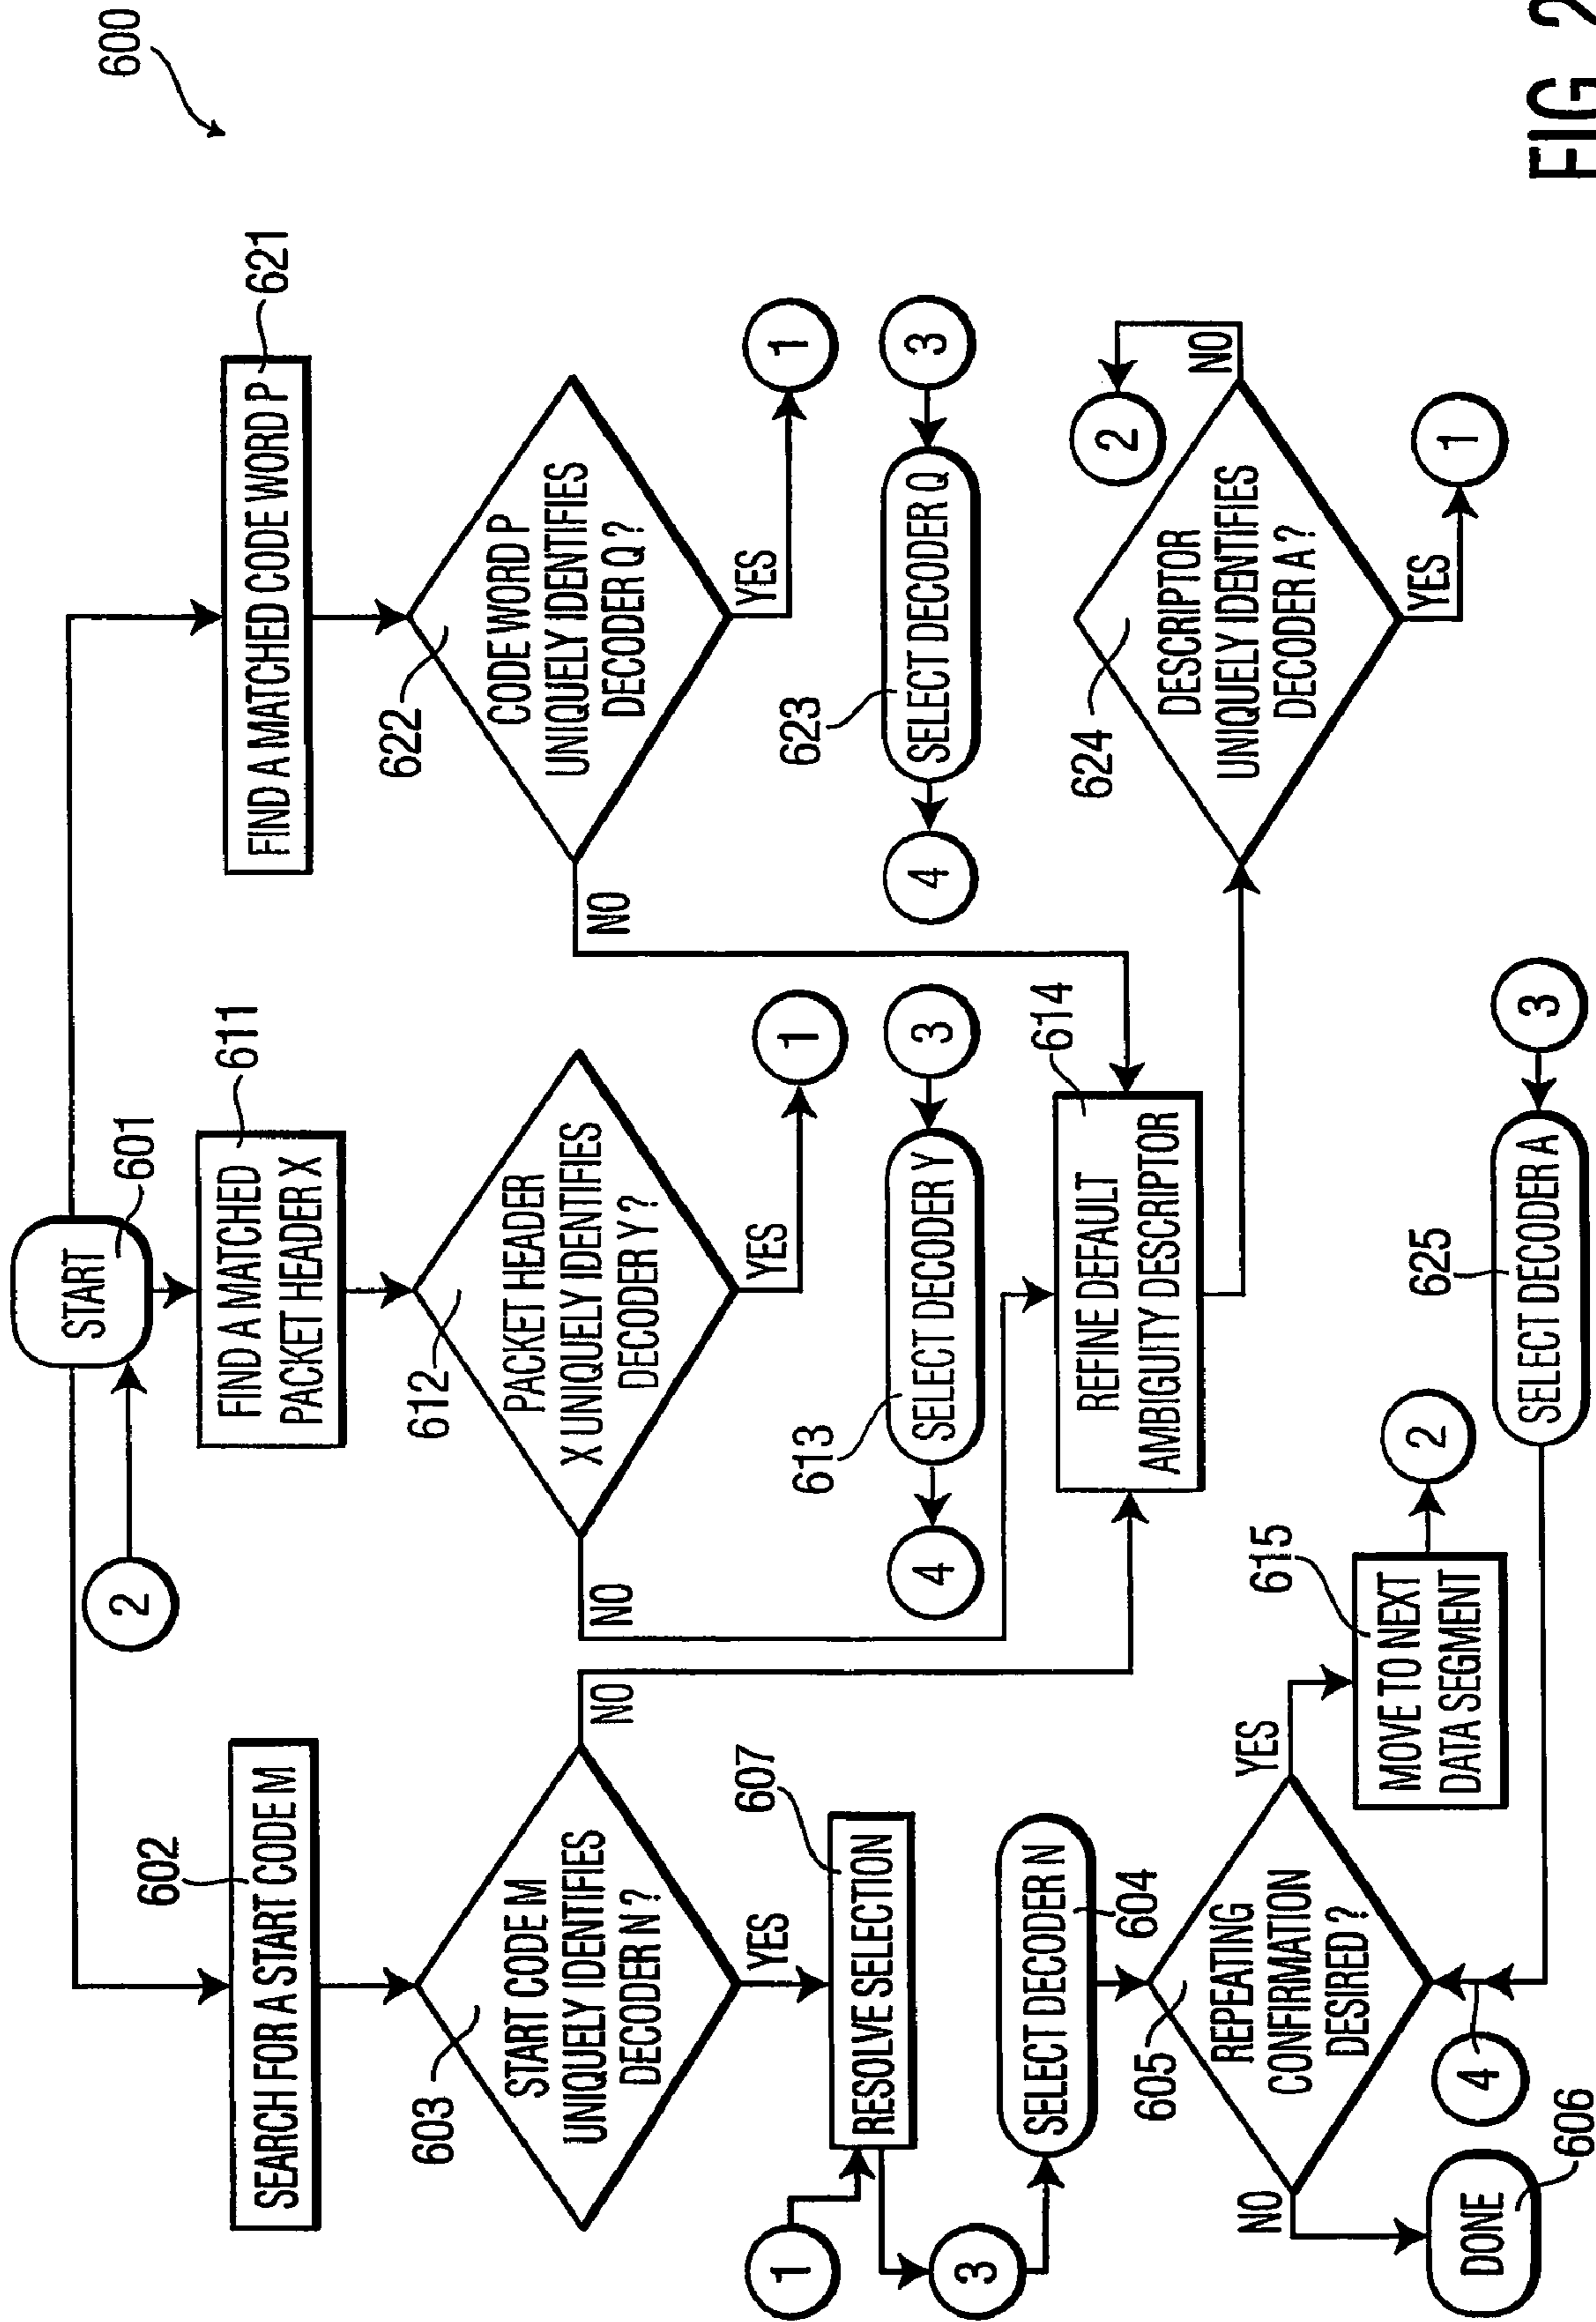 600
START
601
2
SEARCH FOR A START CODE M
602
FIND A MATCHED
PACKET HEADER X
611
FIND A MATCHED CODE WORD P
621
START CODE M
UNIQUELY IDENTIFIES
DECODER N ?
603
NO
YES
PACKET HEADER
X UNIQUELY IDENTIFIES
DECODER Y ?
612
NO
YES
1
CODE WORD P
UNIQUELY IDENTIFIES
DECODER Q ?
622
NO
YES
1
1
RESOLVE SELECTION
607
3
4
SELECT DECODER Y
613
3
4
SELECT DECODER Q
623
3
SELECT DECODER N
604
REFINE DEFAULT
AMBIGUITY DESCRIPTOR
614
DESCRIPTOR
UNIQUELY IDENTIFIES
DECODER A ?
624
NO
2
YES
1
REPEATING
CONFIRMATION
DESIRED ?
605
YES
NO
MOVE TO NEXT
DATA SEGMENT
615
2
DONE
606
4
SELECT DECODER A
625
3
FIG. 2